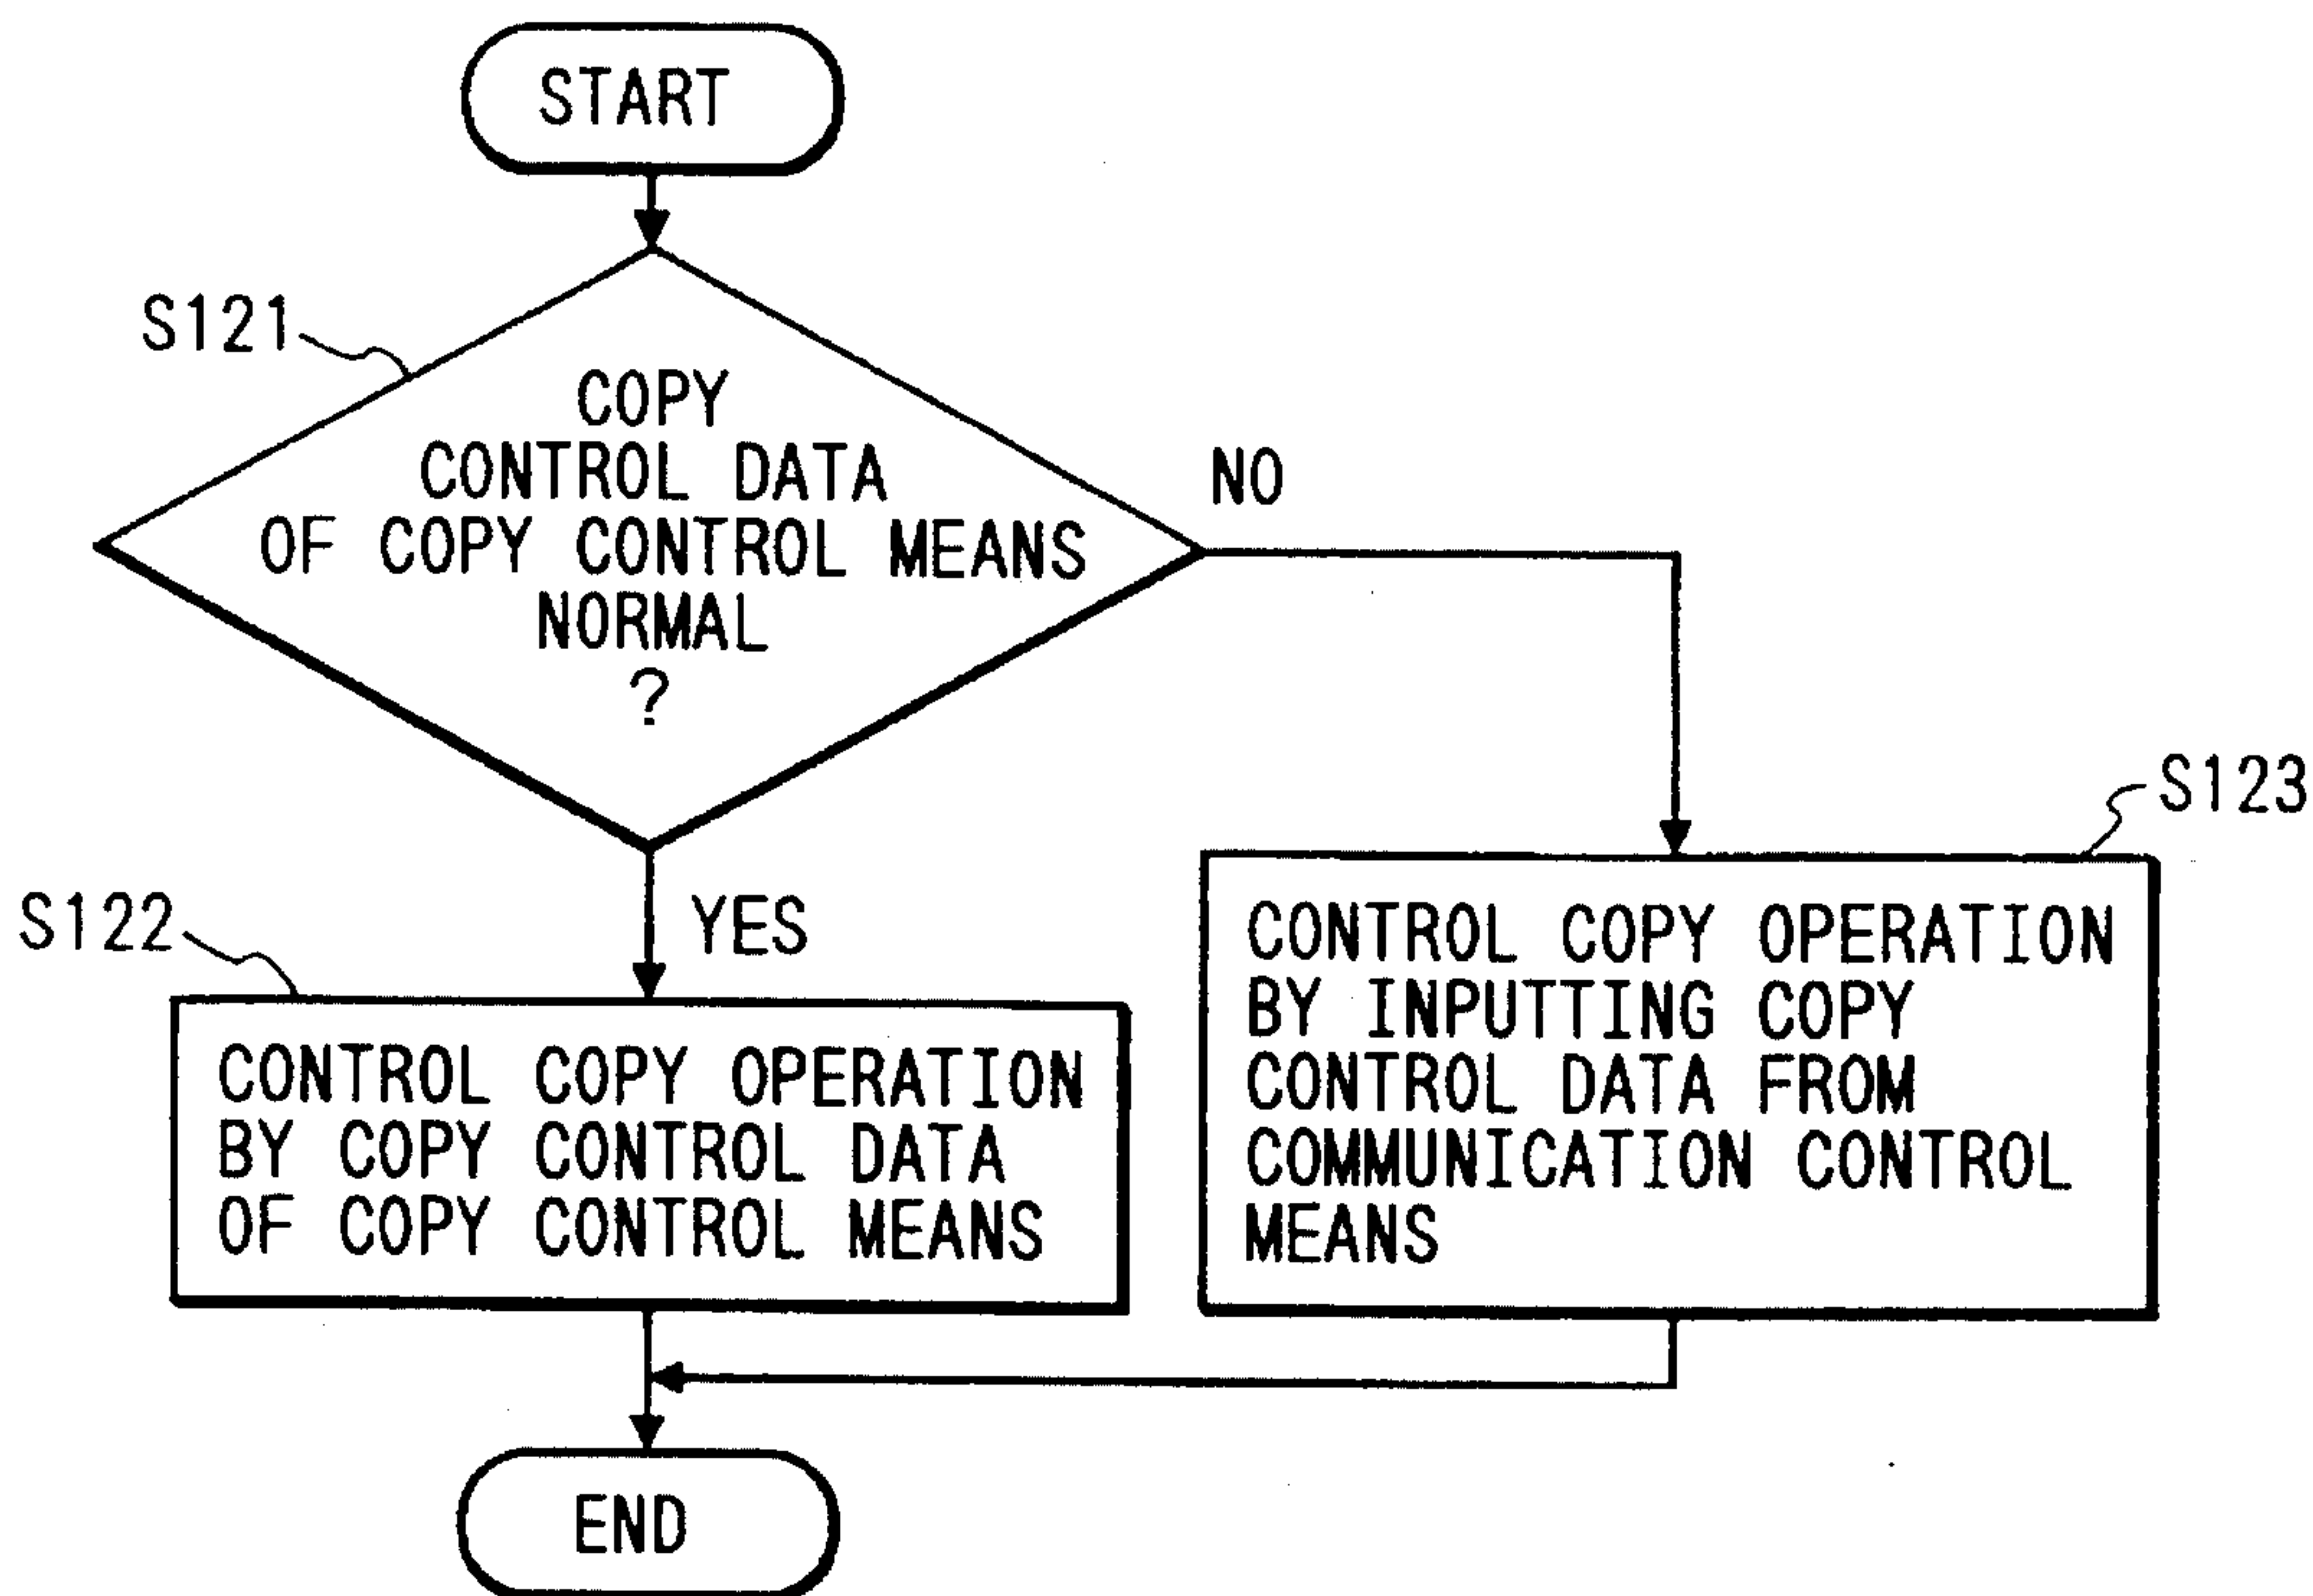 START
S121
COPY
CONTROL DATA
OF COPY CONTROL MEANS
NORMAL
?
NO
YES
S122
CONTROL COPY OPERATION
BY COPY CONTROL DATA
OF COPY CONTROL MEANS
S123
CONTROL COPY OPERATION
BY INPUTTING COPY
CONTROL DATA FROM
COMMUNICATION CONTROL
MEANS
END